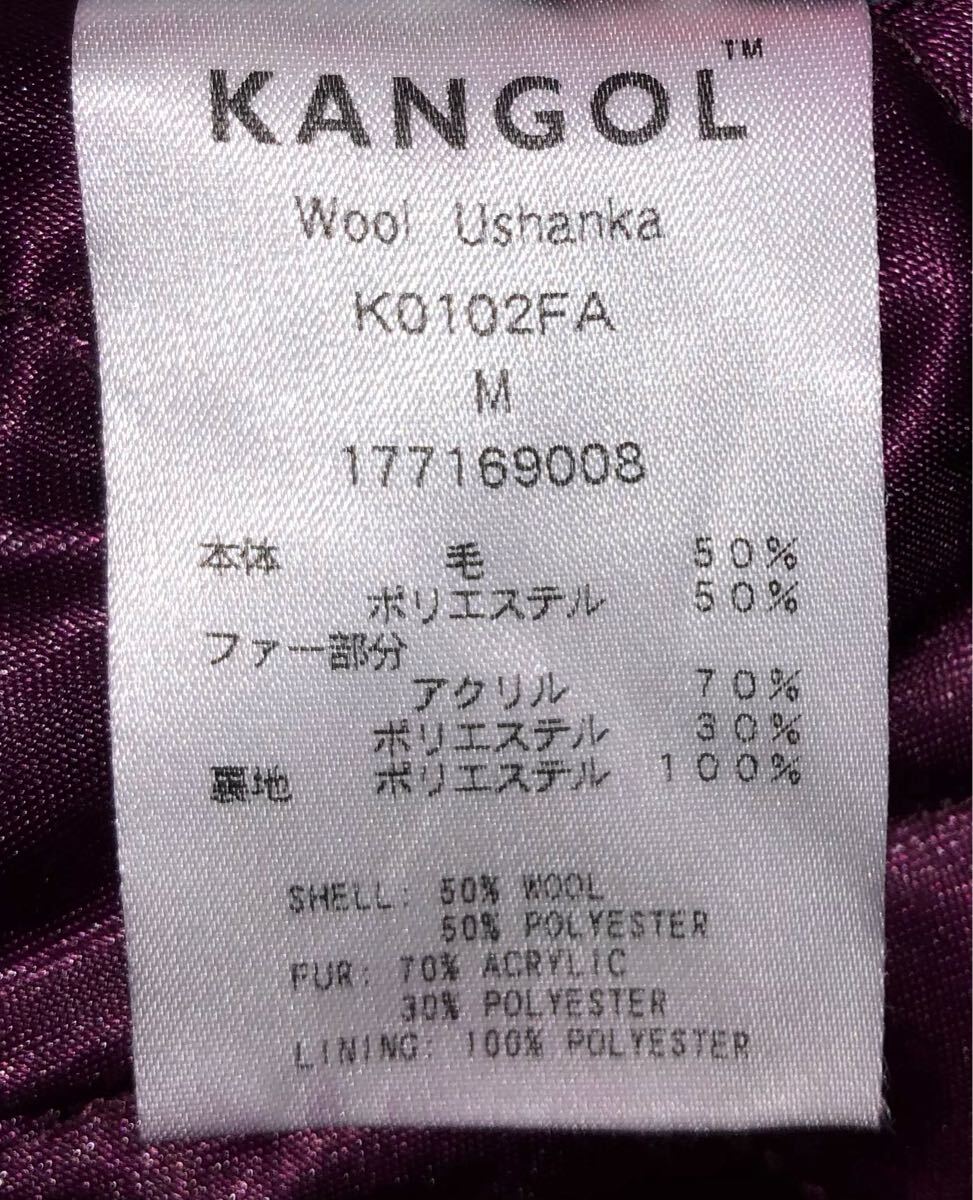 KANGOL™
Wool Ushanka
K0102FA
M
177169008
本体 毛 50%
ポリエステル 50%
ファー部分
アクリル 70%
ポリエステル 30%
裏地 ポリエステル 100%
SHELL: 50% WOOL
50% POLYESTER
FUR: 70% ACRYLIC
30% POLYESTER
LINING: 100% POLYESTER